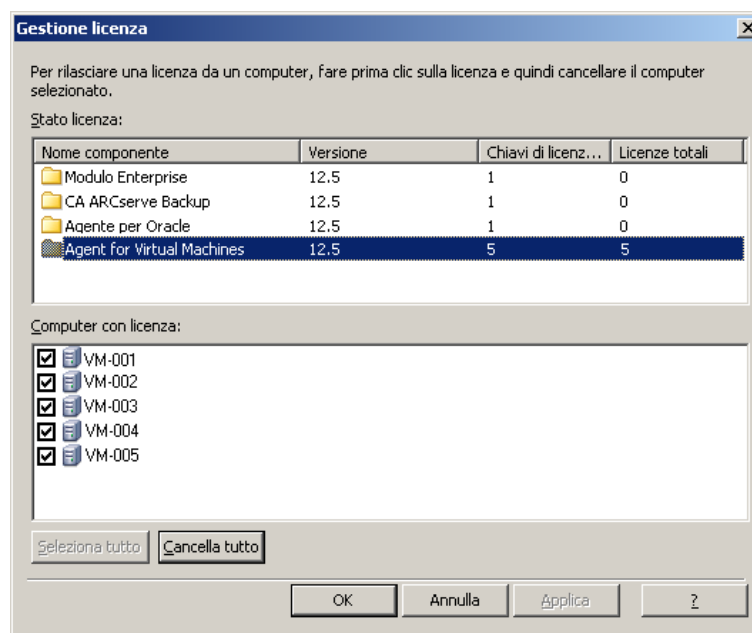 Gestione licenza
Per rilasciare una licenza da un computer, fare prima clic sulla licenza e quindi cancellare il computer
selezionato.
Stato licenza:
Nome componente Versione Chiavi di licenz... Licenze totali
Modulo Enterprise 12.5 1 0
CA ARCserve Backup 12.5 1 0
Agente per Oracle 12.5 1 0
Agent for Virtual Machines 12.5 5 5
Computer con licenza:
VM-001
VM-002
VM-003
VM-004
VM-005
Seleziona tutto Cancella tutto
OK Annulla Applica ?